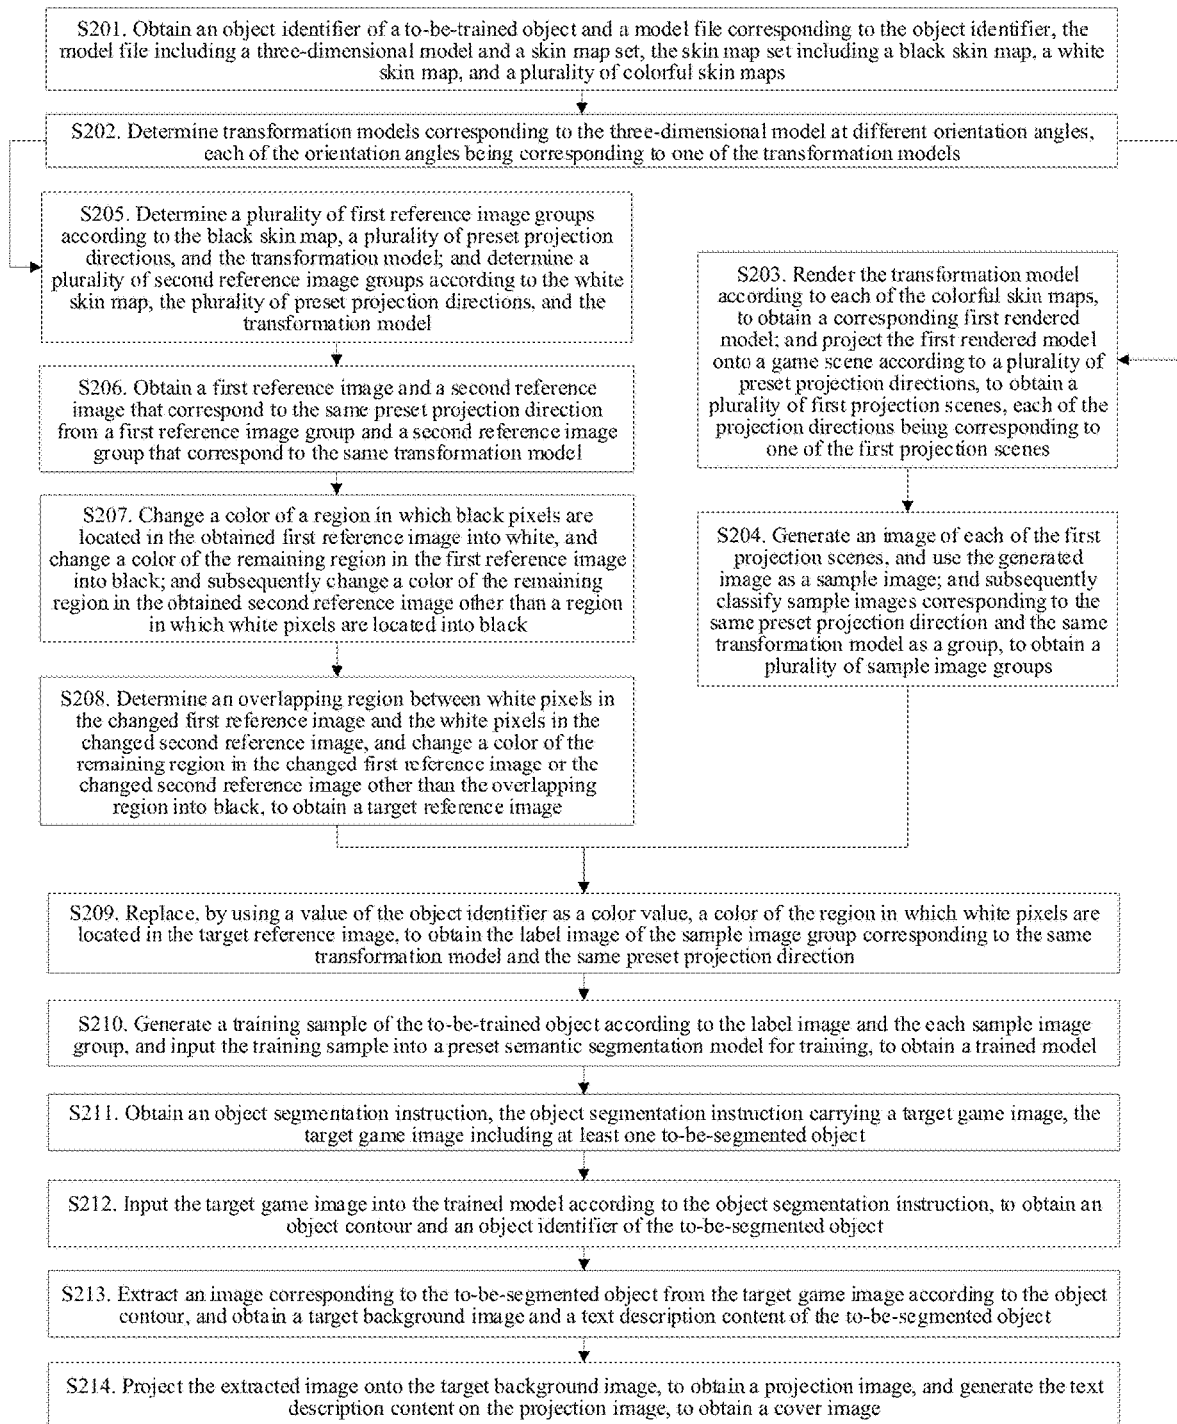 S201. Obtain an object identifier of a to-be-trained object and a model file corresponding to the object identifier, the
model file including a three-dimensional model and a skin map set, the skin map set including a black skin map, a white
skin map, and a plurality of colorful skin maps
S202. Determine transformation models corresponding to the three-dimensional model at different orientation angles,
each of the orientation angles being corresponding to one of the transformation models
S205. Determine a plurality of first reference image groups
according to the black skin map, a plurality of preset projection
directions, and the transformation model; and determine a
plurality of second reference image groups according to the white
skin map, the plurality of preset projection directions, and the
transformation model
S206. Obtain a first reference image and a second reference
image that correspond to the same preset projection direction
from a first reference image group and a second reference image
group that correspond to the same transformation model
S207. Change a color of a region in which black pixels are
located in the obtained first reference image into white, and
change a color of the remaining region in the first reference image
into black; and subsequently change a color of the remaining
region in the obtained second reference image other than a region
in which white pixels are located into black
S208. Determine an overlapping region between white pixels in
the changed first reference image and the white pixels in the
changed second reference image, and change a color of the
remaining region in the changed first reference image or the
changed second reference image other than the overlapping
region into black, to obtain a target reference image
S203. Render the transformation model
according to each of the colorful skin maps,
to obtain a corresponding first rendered
model; and project the first rendered model
onto a game scene according to a plurality of
preset projection directions, to obtain a
plurality of first projection scenes, each of the
projection directions being corresponding to
one of the first projection scenes
S204. Generate an image of each of the first
projection scenes, and use the generated
image as a sample image; and subsequently
classify sample images corresponding to the
same preset projection direction and the same
transformation model as a group, to obtain a
plurality of sample image groups
S209. Replace, by using a value of the object identifier as a color value, a color of the region in which white pixels are
located in the target reference image, to obtain the label image of the sample image group corresponding to the same
transformation model and the same preset projection direction
S210. Generate a training sample of the to-be-trained object according to the label image and the each sample image
group, and input the training sample into a preset semantic segmentation model for training, to obtain a trained model
S211. Obtain an object segmentation instruction, the object segmentation instruction carrying a target game image, the
target game image including at least one to-be-segmented object
S212. Input the target game image into the trained model according to the object segmentation instruction, to obtain an
object contour and an object identifier of the to-be-segmented object
S213. Extract an image corresponding to the to-be-segmented object from the target game image according to the object
contour, and obtain a target background image and a text description content of the to-be-segmented object
S214. Project the extracted image onto the target background image, to obtain a projection image, and generate the text
description content on the projection image, to obtain a cover image